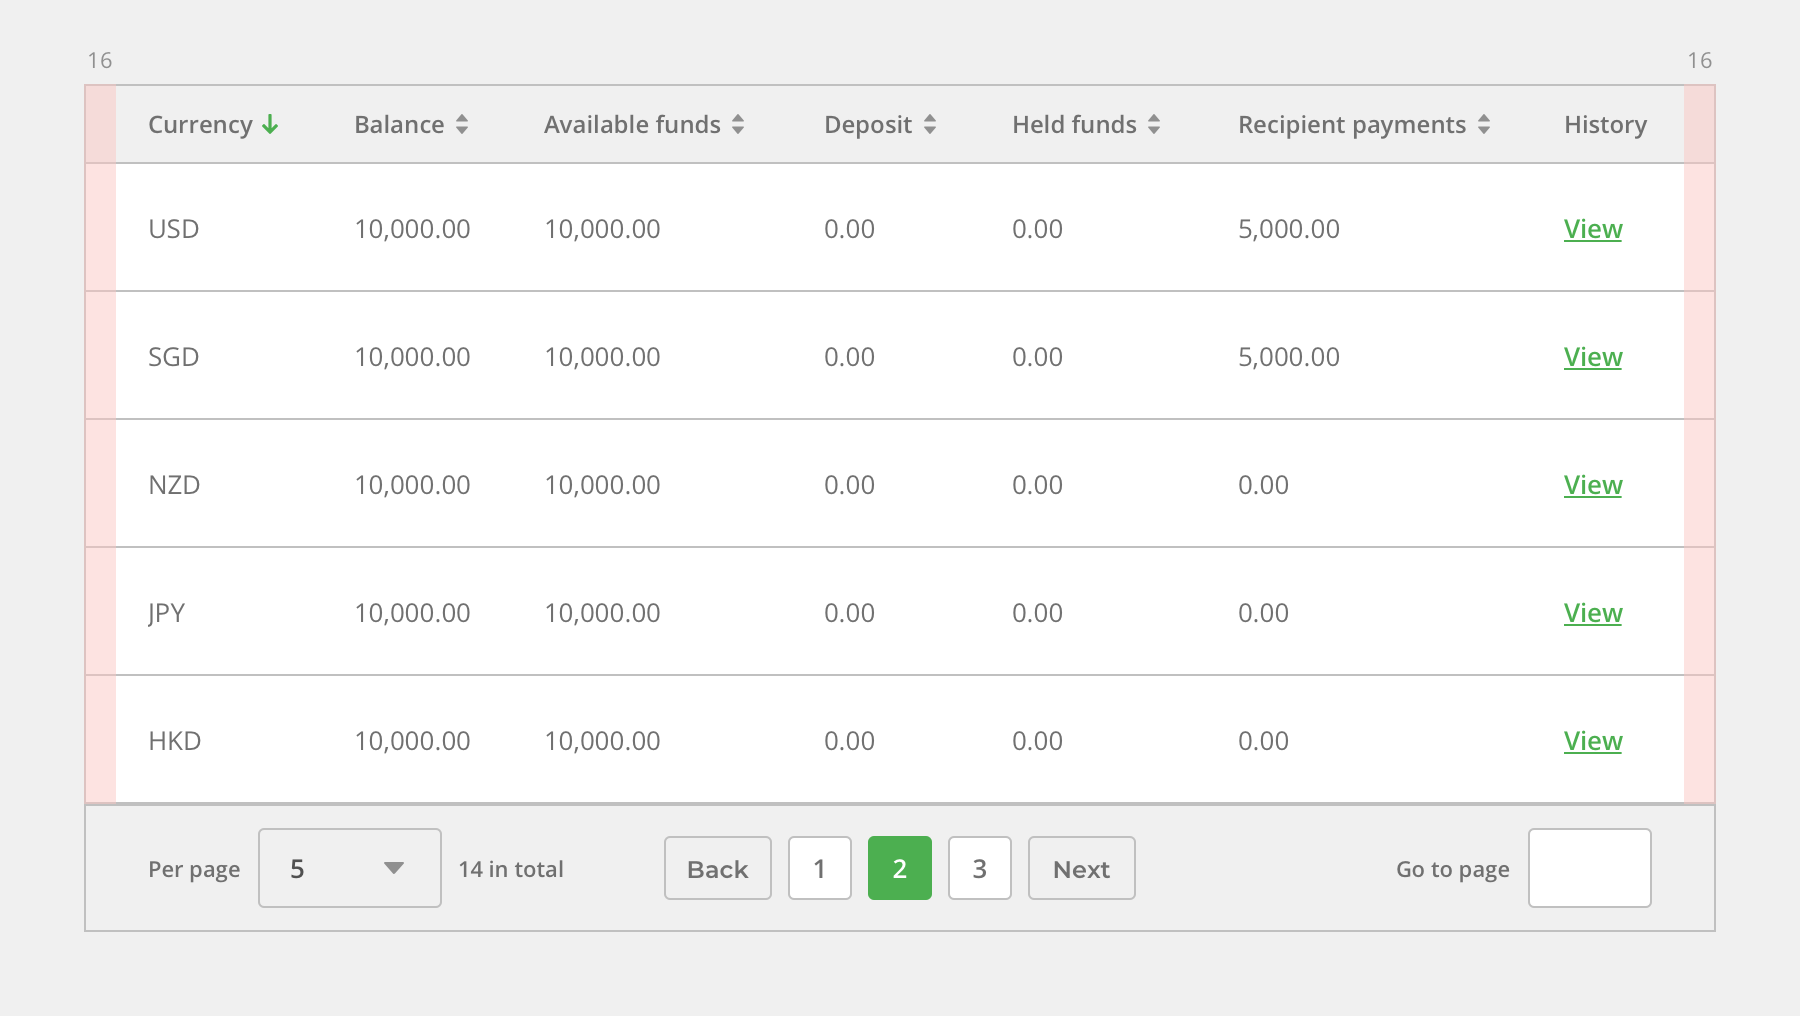 16 16
Currency Balance Available funds Deposit Held funds Recipient payments History
USD 10,000.00 10,000.00 0.00 0.00 5,000.00 View
SGD 10,000.00 10,000.00 0.00 0.00 5,000.00 View
NZD 10,000.00 10,000.00 0.00 0.00 0.00 View
JPY 10,000.00 10,000.00 0.00 0.00 0.00 View
HKD 10,000.00 10,000.00 0.00 0.00 0.00 View
Per page 5 14 in total Back 1 2 3 Next Go to page